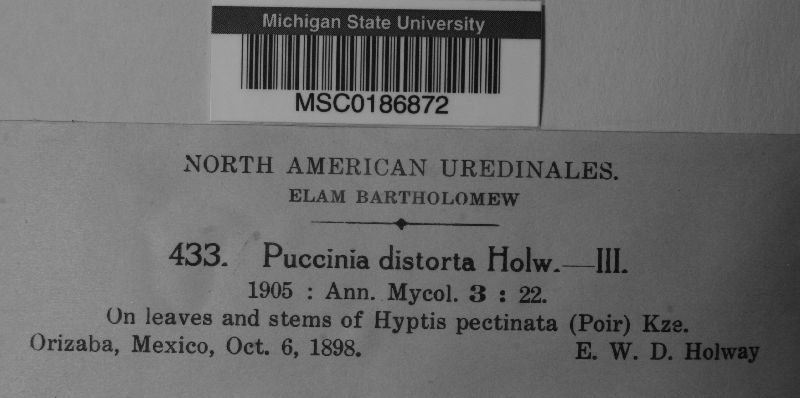 Michigan State University
MSC0186872
NORTH AMERICAN UREDINALES.
ELAM BARTHOLOMEW
433. Puccinia distorta Holw.—III.
1905 : Ann. Mycol. 3 : 22.
On leaves and stems of Hyptis pectinata (Poir) Kze.
Orizaba, Mexico, Oct. 6, 1898. E. W. D. Holway